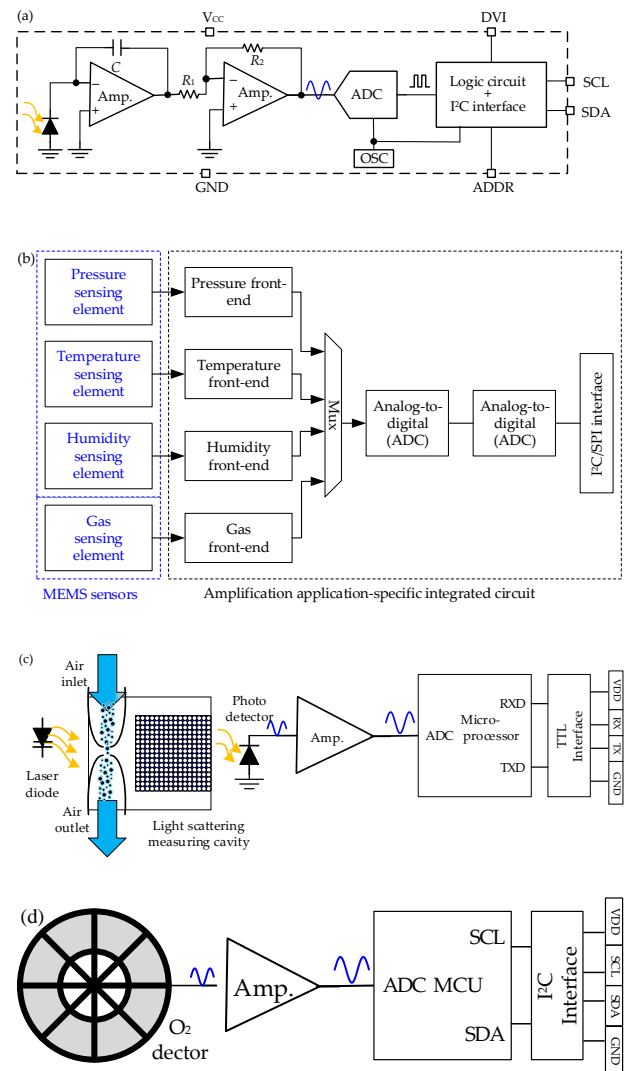 (a)
VCC
DVI
C
R1
R2
Amp.
Amp.
ADC
OSC
Logic circuit
+
I²C interface
SCL
SDA
GND
ADDR
(b)
Pressure
sensing
element
Pressure front-
end
Temperature
sensing
element
Temperature
front-end
Humidity
sensing
element
Humidity
front-end
Gas
sensing
element
Gas
front-end
Mux
Analog-to-
digital
(ADC)
Analog-to-
digital
(ADC)
I²C/SPI interface
MEMS sensors
Amplification application-specific integrated circuit
(c)
Air
inlet
Laser
diode
Air
outlet
Light scattering
measuring cavity
Photo
detector
Amp.
ADC
Micro-
processor
RXD
TXD
TTL
Interface
VDD
RX
TX
GND
(d)
O2
dector
Amp.
ADC MCU
SCL
SDA
I²C
Interface
VDD
SCL
SDA
GND